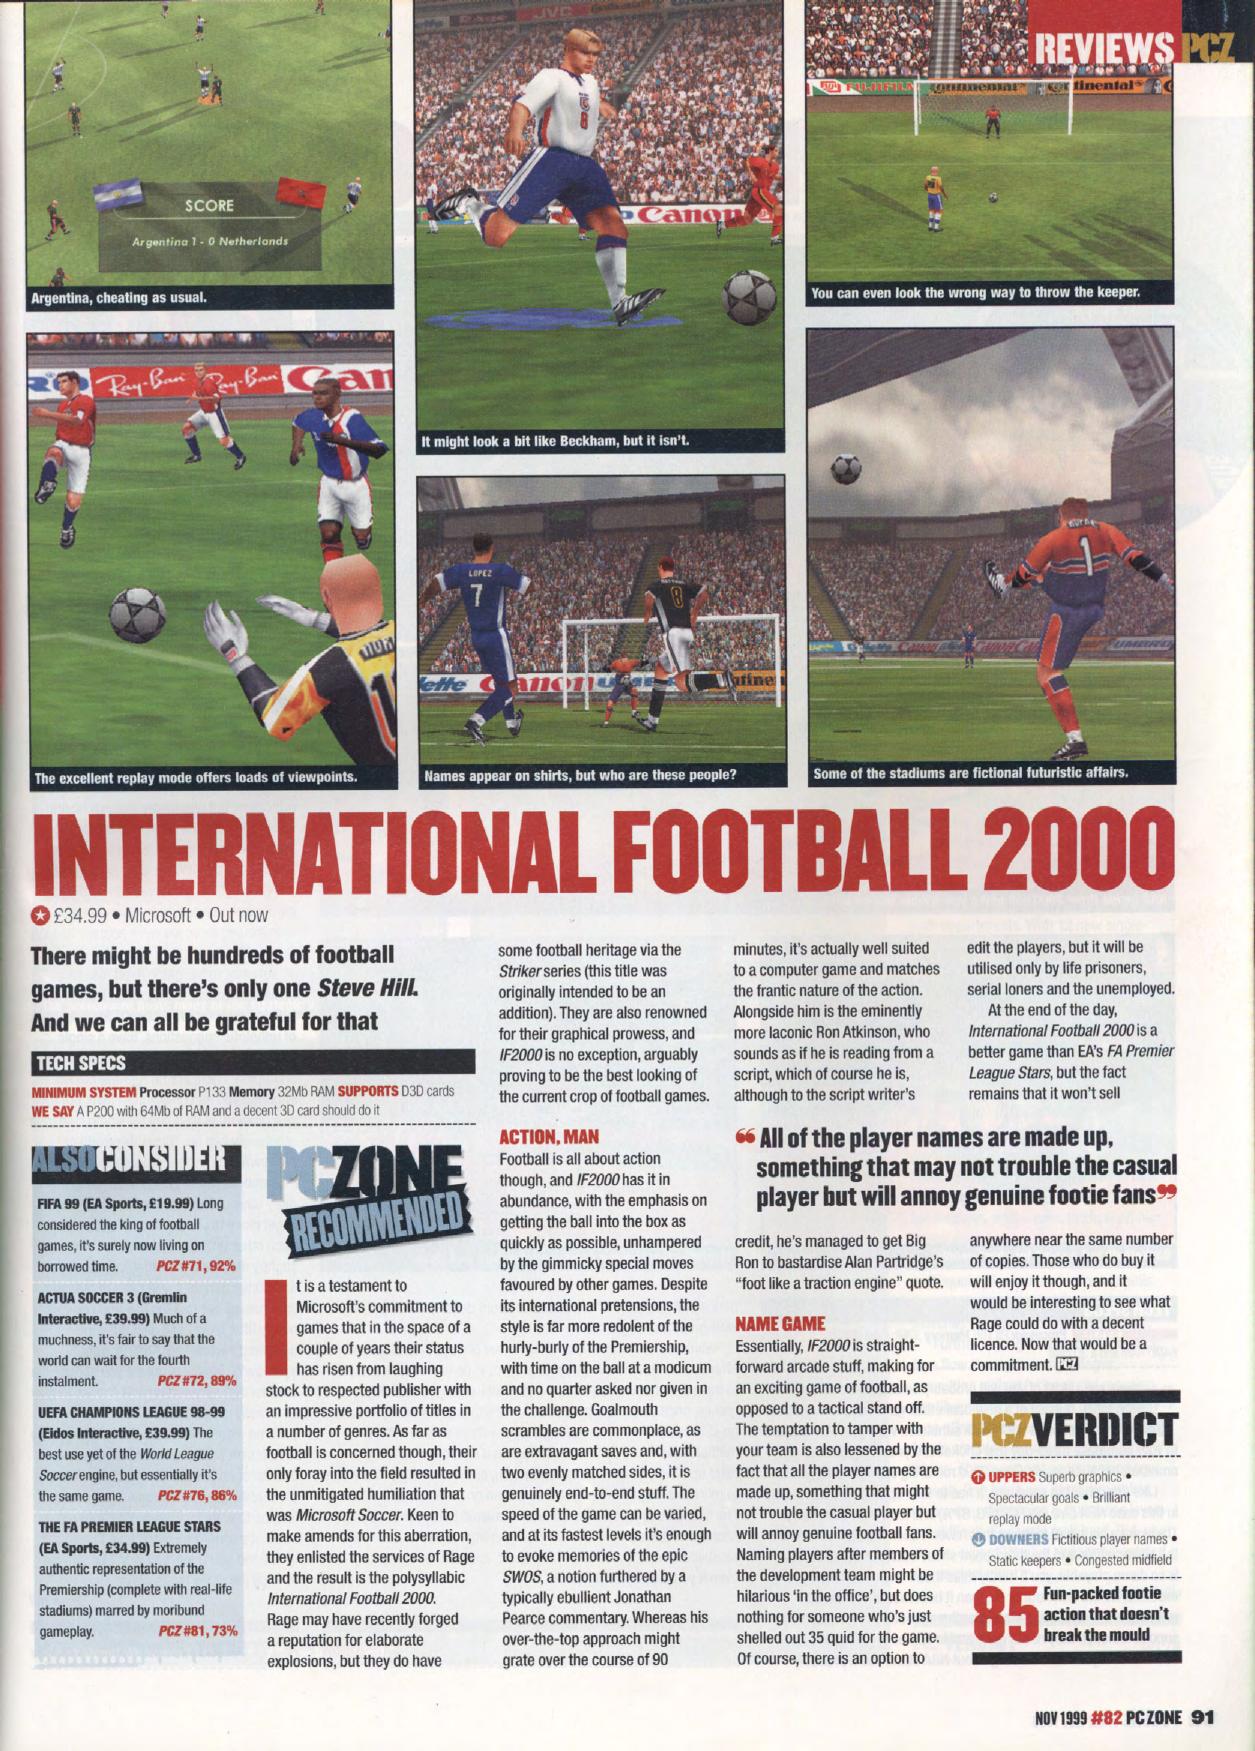 REVIEWS PCZ
JVC
SCORE
Argentina 1 - 0 Netherlands
Argentina, cheating as usual.
6
Canon
It might look a bit like Beckham, but it isn't.
FUJIFILM Continental
You can even look the wrong way to throw the keeper.
Ray-Ban Ray-Ban Can
The excellent replay mode offers loads of viewpoints.
LOPEZ
7
8
Canon
Names appear on shirts, but who are these people?
1
Some of the stadiums are fictional futuristic affairs.
INTERNATIONAL FOOTBALL 2000
£34.99 • Microsoft • Out now
There might be hundreds of football
games, but there's only one Steve Hill.
And we can all be grateful for that
TECH SPECS
MINIMUM SYSTEM Processor P133 Memory 32Mb RAM SUPPORTS D3D cards
WE SAY A P200 with 64Mb of RAM and a decent 3D card should do it
ALSOCONSIDER
FIFA 99 (EA Sports, £19.99) Long
considered the king of football
games, it's surely now living on
borrowed time. PCZ #71, 92%
ACTUA SOCCER 3 (Gremlin
Interactive, £39.99) Much of a
muchness, it's fair to say that the
world can wait for the fourth
instalment. PCZ #72, 89%
UEFA CHAMPIONS LEAGUE 98-99
(Eidos Interactive, £39.99) The
best use yet of the World League
Soccer engine, but essentially it's
the same game. PCZ #76, 86%
THE FA PREMIER LEAGUE STARS
(EA Sports, £34.99) Extremely
authentic representation of the
Premiership (complete with real-life
stadiums) marred by moribund
gameplay. PCZ #81, 73%
PCZONE
RECOMMENDED
It is a testament to
Microsoft's commitment to
games that in the space of a
couple of years their status
has risen from laughing
stock to respected publisher with
an impressive portfolio of titles in
a number of genres. As far as
football is concerned though, their
only foray into the field resulted in
the unmitigated humiliation that
was Microsoft Soccer. Keen to
make amends for this aberration,
they enlisted the services of Rage
and the result is the polysyllabic
International Football 2000.
Rage may have recently forged
a reputation for elaborate
explosions, but they do have
some football heritage via the
Striker series (this title was
originally intended to be an
addition). They are also renowned
for their graphical prowess, and
IF2000 is no exception, arguably
proving to be the best looking of
the current crop of football games.
ACTION, MAN
Football is all about action
though, and IF2000 has it in
abundance, with the emphasis on
getting the ball into the box as
quickly as possible, unhampered
by the gimmicky special moves
favoured by other games. Despite
its international pretensions, the
style is far more redolent of the
hurly-burly of the Premiership,
with time on the ball at a modicum
and no quarter asked nor given in
the challenge. Goalmouth
scrambles are commonplace, as
are extravagant saves and, with
two evenly matched sides, it is
genuinely end-to-end stuff. The
speed of the game can be varied,
and at its fastest levels it's enough
to evoke memories of the epic
SWOS, a notion furthered by a
typically ebullient Jonathan
Pearce commentary. Whereas his
over-the-top approach might
grate over the course of 90
minutes, it's actually well suited
to a computer game and matches
the frantic nature of the action.
Alongside him is the eminently
more laconic Ron Atkinson, who
sounds as if he is reading from a
script, which of course he is,
although to the script writer's
credit, he's managed to get Big
Ron to bastardise Alan Partridge's
"foot like a traction engine" quote.
NAME GAME
Essentially, IF2000 is straight-
forward arcade stuff, making for
an exciting game of football, as
opposed to a tactical stand off.
The temptation to tamper with
your team is also lessened by the
fact that all the player names are
made up, something that might
not trouble the casual player but
will annoy genuine football fans.
Naming players after members of
the development team might be
hilarious 'in the office', but does
nothing for someone who's just
shelled out 35 quid for the game.
Of course, there is an option to
edit the players, but it will be
utilised only by life prisoners,
serial loners and the unemployed.
At the end of the day,
International Football 2000 is a
better game than EA's FA Premier
League Stars, but the fact
remains that it won't sell
anywhere near the same number
of copies. Those who do buy it
will enjoy it though, and it
would be interesting to see what
Rage could do with a decent
licence. Now that would be a
commitment. PCZ
“All of the player names are made up,
something that may not trouble the casual
player but will annoy genuine footie fans”
PCZVERDICT
UPPERS Superb graphics •
Spectacular goals • Brilliant
replay mode
DOWNERS Fictitious player names •
Static keepers • Congested midfield
85 Fun-packed footie
action that doesn't
break the mould
NOV 1999 #82 PC ZONE 91